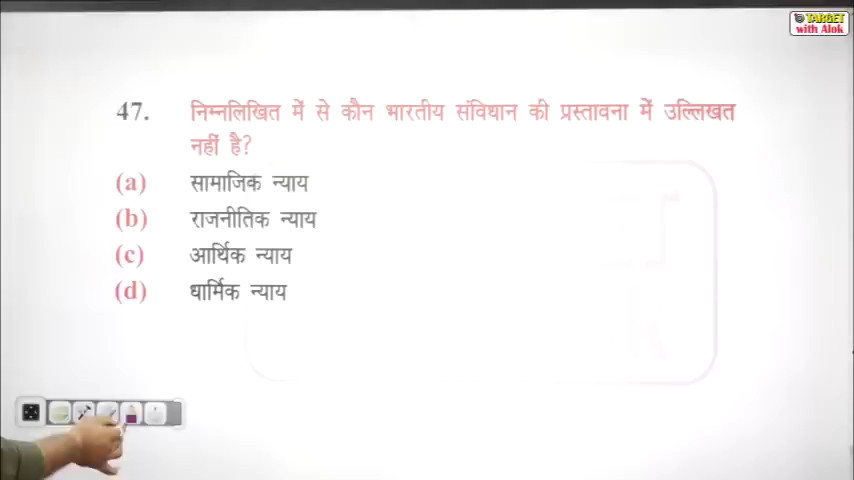 TARGET
with Alok
47. निम्नलिखित में से कौन भारतीय संविधान की प्रस्तावना में उल्लिखत
नहीं है?
(a) सामाजिक न्याय
(b) राजनीतिक न्याय
(c) आर्थिक न्याय
(d) धार्मिक न्याय